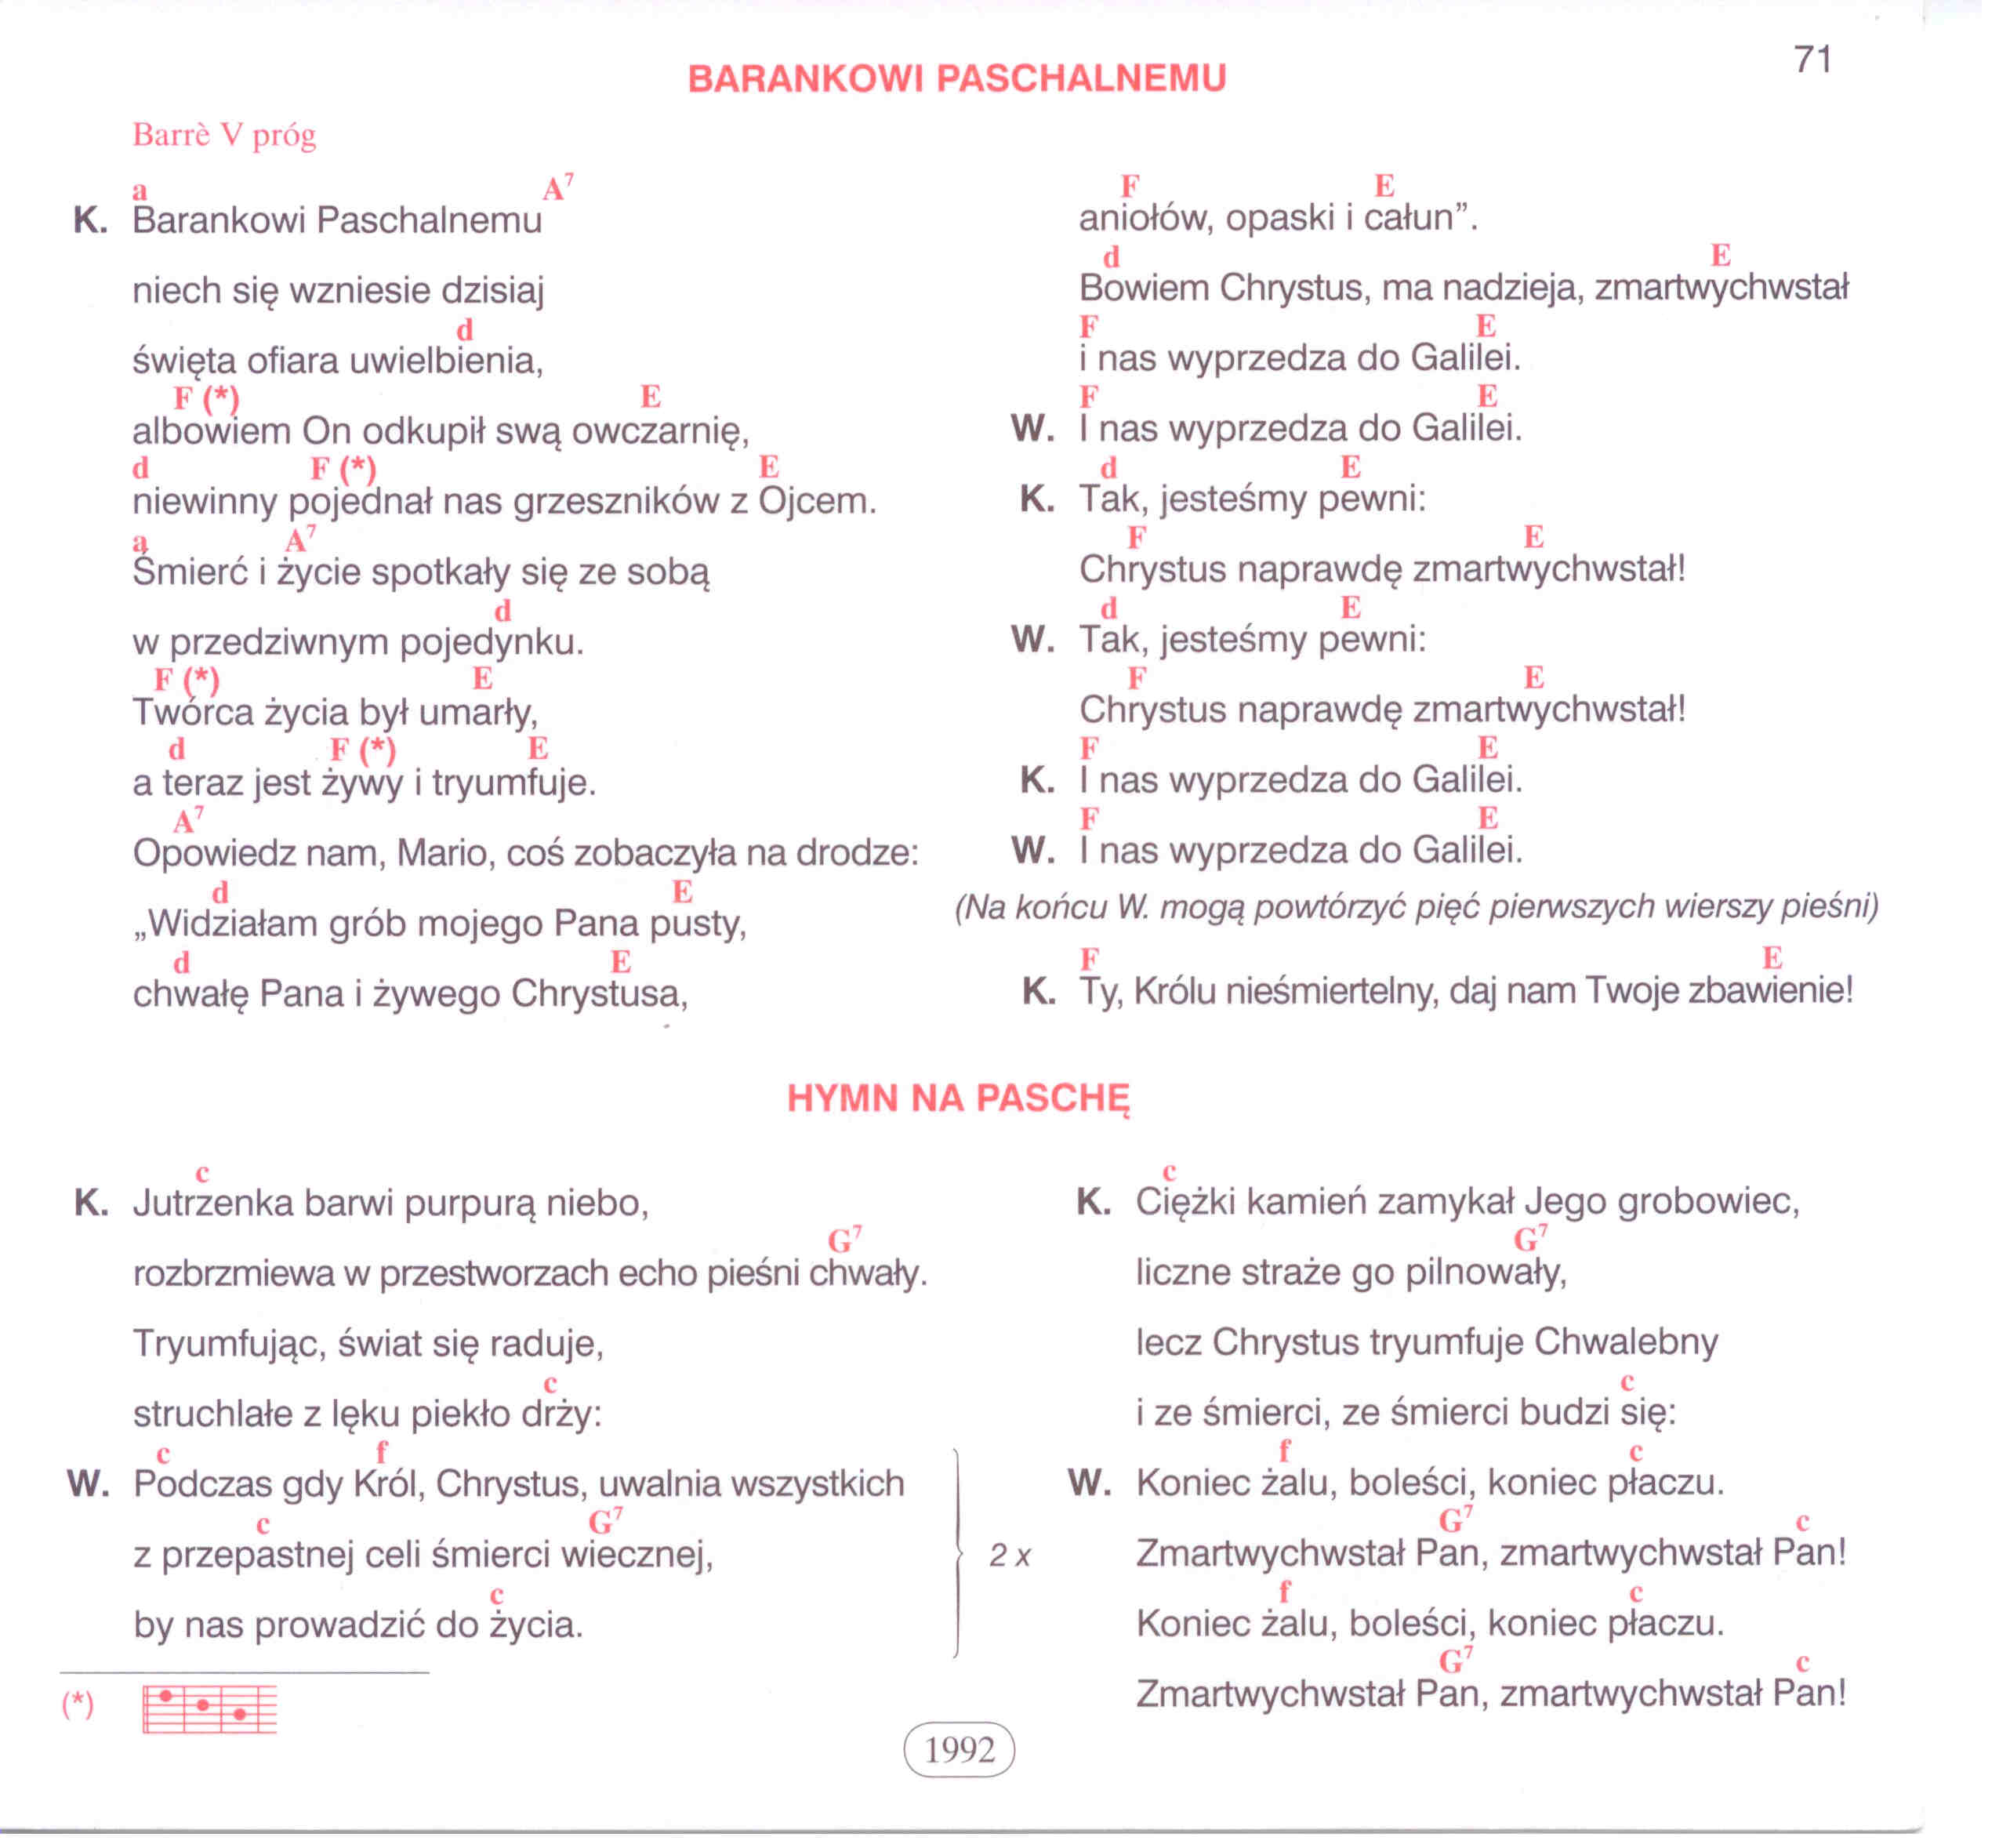 71
BARANKOWI PASCHALNEMU
Barrè V próg
a A7
K. Barankowi Paschalnemu
niech się wzniesie dzisiaj
d
święta ofiara uwielbienia,
F (*) E
albowiem On odkupił swą owczarnię,
d F (*) E
niewinny pojednał nas grzeszników z Ojcem.
a A7
Śmierć i życie spotkały się ze sobą
d
w przedziwnym pojedynku.
F (*) E
Twórca życia był umarły,
d F (*) E
a teraz jest żywy i tryumfuje.
A7
Opowiedz nam, Mario, coś zobaczyła na drodze:
d E
„Widziałam grób mojego Pana pusty,
d E
chwałę Pana i żywego Chrystusa,
F E
aniołów, opaski i całun”.
d E
Bowiem Chrystus, ma nadzieja, zmartwychwstał
F E
i nas wyprzedza do Galilei.
F E
W. I nas wyprzedza do Galilei.
d E
K. Tak, jesteśmy pewni:
F E
Chrystus naprawdę zmartwychwstał!
d E
W. Tak, jesteśmy pewni:
F E
Chrystus naprawdę zmartwychwstał!
F E
K. I nas wyprzedza do Galilei.
F E
W. I nas wyprzedza do Galilei.
(Na końcu W. mogą powtórzyć pięć pierwszych wierszy pieśni)
F E
K. Ty, Królu nieśmiertelny, daj nam Twoje zbawienie!
HYMN NA PASCHĘ
c
K. Jutrzenka barwi purpurą niebo,
G7
rozbrzmiewa w przestworzach echo pieśni chwały.
Tryumfując, świat się raduje,
c
struchlałe z lęku piekło drży:
c f
W. Podczas gdy Król, Chrystus, uwalnia wszystkich
c G7
z przepastnej celi śmierci wiecznej,
2 x
c
by nas prowadzić do życia.
c
K. Ciężki kamień zamykał Jego grobowiec,
G7
liczne straże go pilnowały,
lecz Chrystus tryumfuje Chwalebny
c
i ze śmierci, ze śmierci budzi się:
f c
W. Koniec żalu, boleści, koniec płaczu.
G7 c
Zmartwychwstał Pan, zmartwychwstał Pan!
f c
Koniec żalu, boleści, koniec płaczu.
G7 c
Zmartwychwstał Pan, zmartwychwstał Pan!
(*)
1992